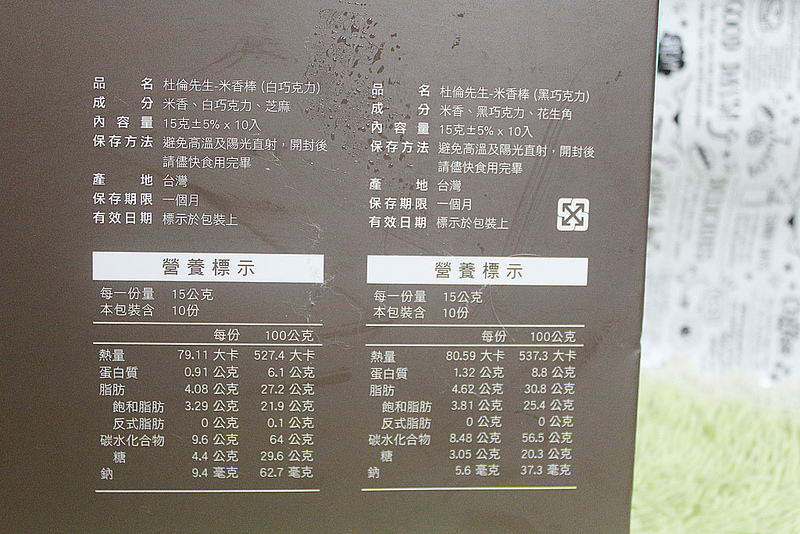 品名 杜倫先生-米香棒 (白巧克力)
成分 米香、白巧克力、芝麻
內容量 15克±5% x 10入
保存方法 避免高溫及陽光直射，開封後
請儘快食用完畢
產地 台灣
保存期限 一個月
有效日期 標示於包裝上
營養標示
每一份量 15公克
本包裝含 10份
每份 100公克
熱量 79.11 大卡 527.4 大卡
蛋白質 0.91 公克 6.1 公克
脂肪 4.08 公克 27.2 公克
飽和脂肪 3.29 公克 21.9 公克
反式脂肪 0 公克 0.1 公克
碳水化合物 9.6 公克 64 公克
糖 4.4 公克 29.6 公克
鈉 9.4 毫克 62.7 毫克
品名 杜倫先生-米香棒 (黑巧克力)
成分 米香、黑巧克力、花生角
內容量 15克±5% x 10入
保存方法 避免高溫及陽光直射，開封後
請儘快食用完畢
產地 台灣
保存期限 一個月
有效日期 標示於包裝上
營養標示
每一份量 15公克
本包裝含 10份
每份 100公克
熱量 80.59 大卡 537.3 大卡
蛋白質 1.32 公克 8.8 公克
脂肪 4.62 公克 30.8 公克
飽和脂肪 3.81 公克 25.4 公克
反式脂肪 0 公克 0 公克
碳水化合物 8.48 公克 56.5 公克
糖 3.05 公克 20.3 公克
鈉 5.6 毫克 37.3 毫克